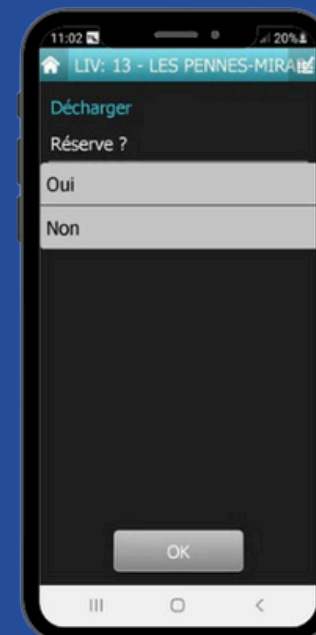 11:02 20%
LIV: 13 - LES PENNES-MIRA
Décharger
Réserve ?
Oui
Non
OK